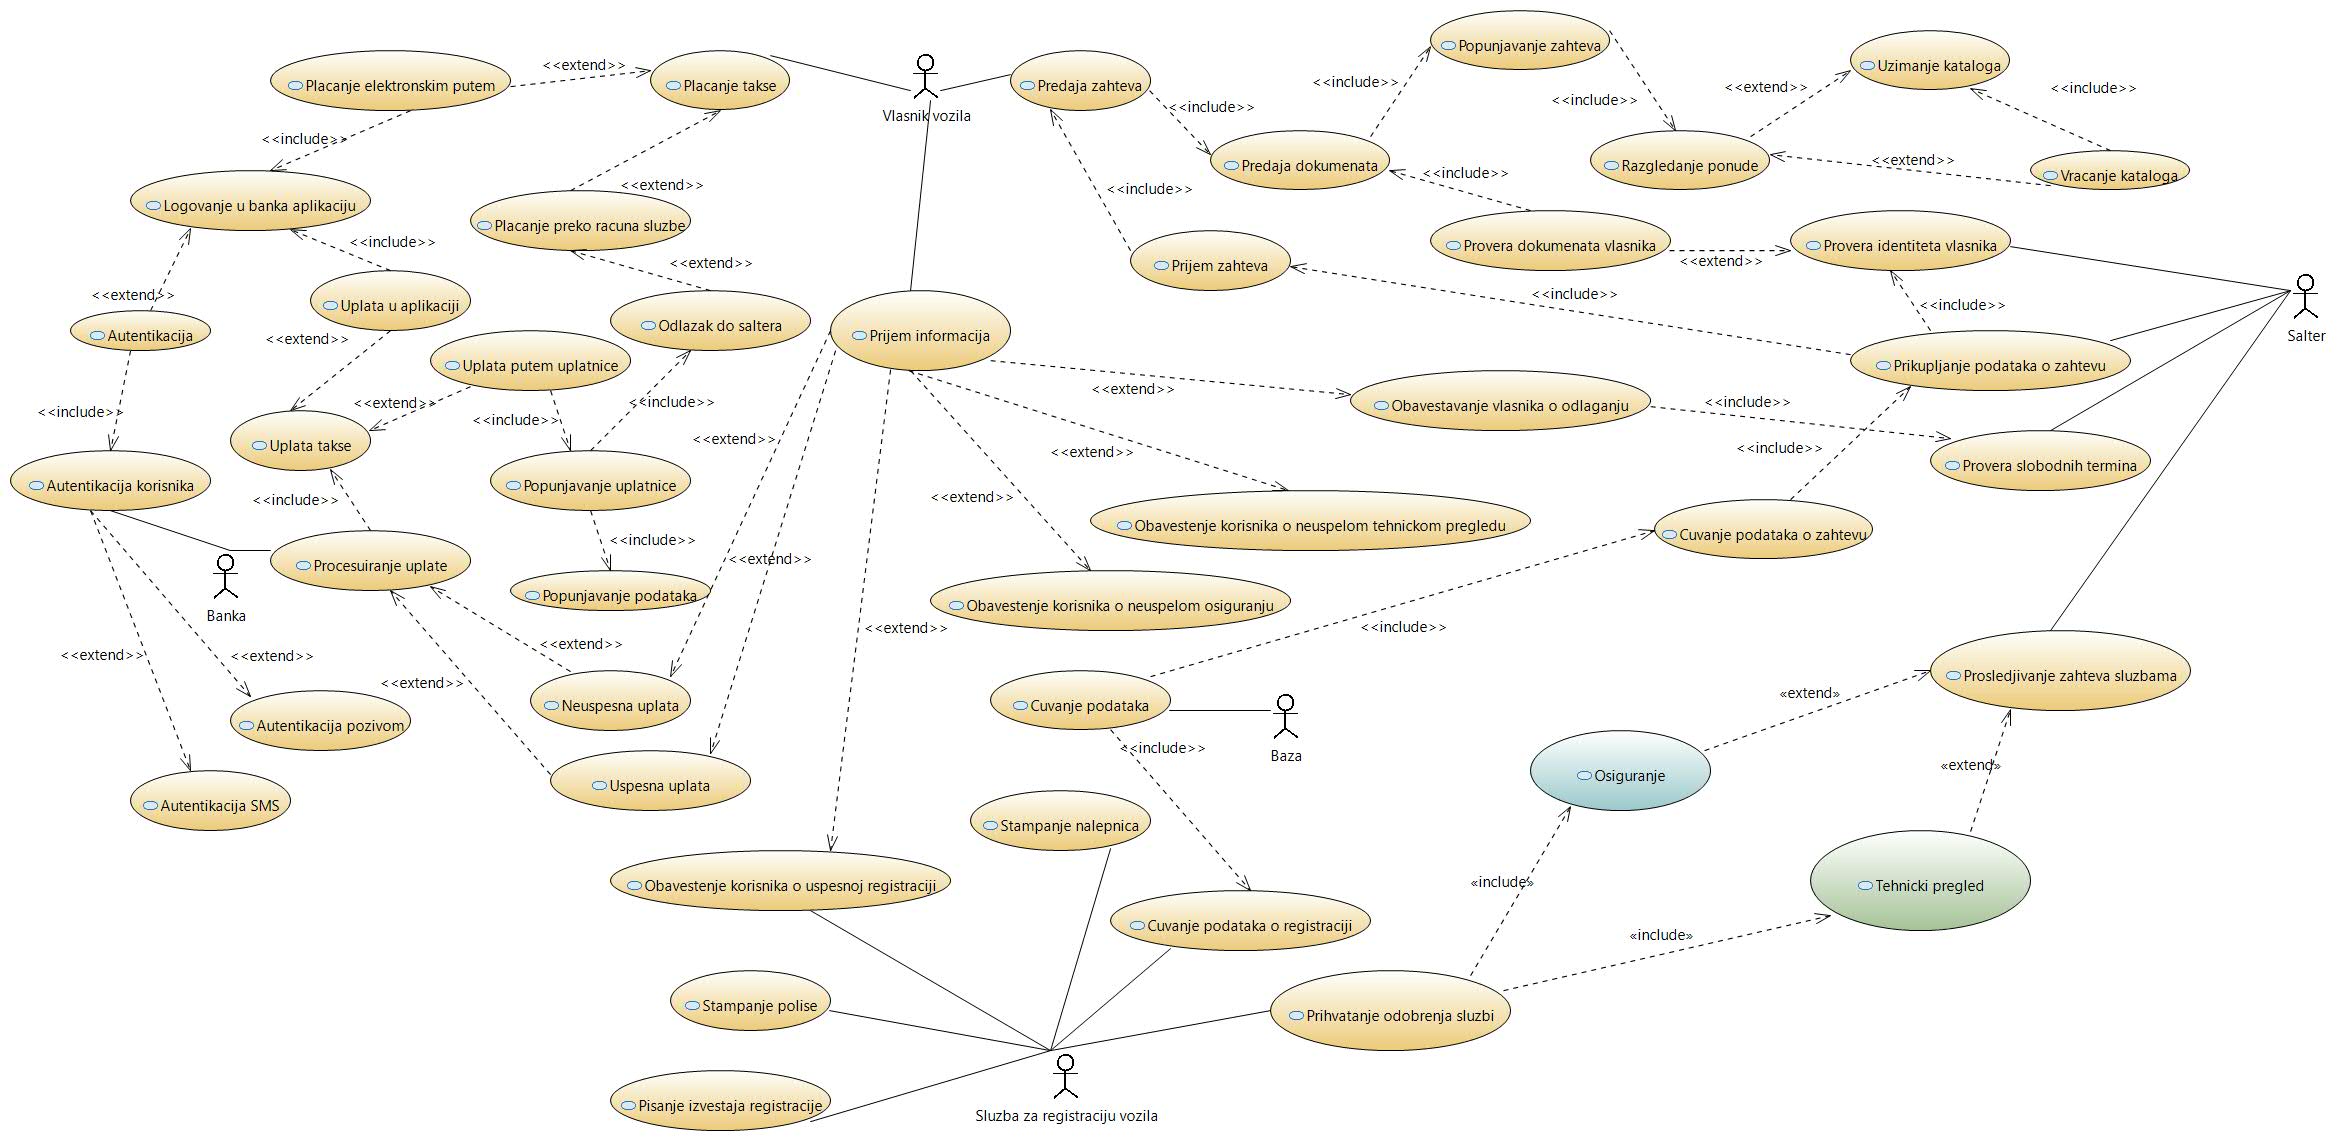 Popunjavanje zahteva
<<extend>>
Placanje elektronskim putem
Placanje takse
Vlasnik vozila
Predaja zahteva
<<include>>
<<include>>
<<include>>
<<extend>>
Uzimanje kataloga
<<include>>
<<include>>
Predaja dokumenata
Razgledanje ponude
<<extend>>
Vracanje kataloga
<<include>>
<<include>>
<<extend>>
Logovanje u banka aplikaciju
Placanje preko racuna sluzbe
<<include>>
<<extend>>
Prijem zahteva
Provera dokumenata vlasnika
<<extend>>
Provera identiteta vlasnika
<<extend>>
Uplata u aplikaciji
<<include>>
<<include>>
Autentikacija
<<extend>>
Odlazak do saltera
Prijem informacija
Salter
Uplata putem uplatnice
Prikupljanje podataka o zahtevu
<<include>>
<<extend>>
<<include>>
<<include>>
<<extend>>
Obavestavanje vlasnika o odlaganju
<<include>>
Uplata takse
<<extend>>
<<extend>>
<<include>>
Provera slobodnih termina
Autentikacija korisnika
<<include>>
Popunjavanje uplatnice
<<extend>>
Obavestenje korisnika o neuspelom tehnickom pregledu
Cuvanje podataka o zahtevu
<<include>>
<<extend>>
Procesuiranje uplate
Banka
Popunjavanje podataka
Obavestenje korisnika o neuspelom osiguranju
<<extend>>
<<include>>
<<extend>>
<<extend>>
<<extend>>
<<extend>>
Prosledjivanje zahteva sluzbama
Autentikacija pozivom
Neuspesna uplata
Cuvanje podataka
Baza
«extend»
<<include>>
Autentikacija SMS
Uspesna uplata
Osiguranje
«extend»
Stampanje nalepnica
Obavestenje korisnika o uspesnoj registraciji
«include»
Tehnicki pregled
Cuvanje podataka o registraciji
«include»
Stampanje polise
Prihvatanje odobrenja sluzbi
Pisanje izvestaja registracije
Sluzba za registraciju vozila